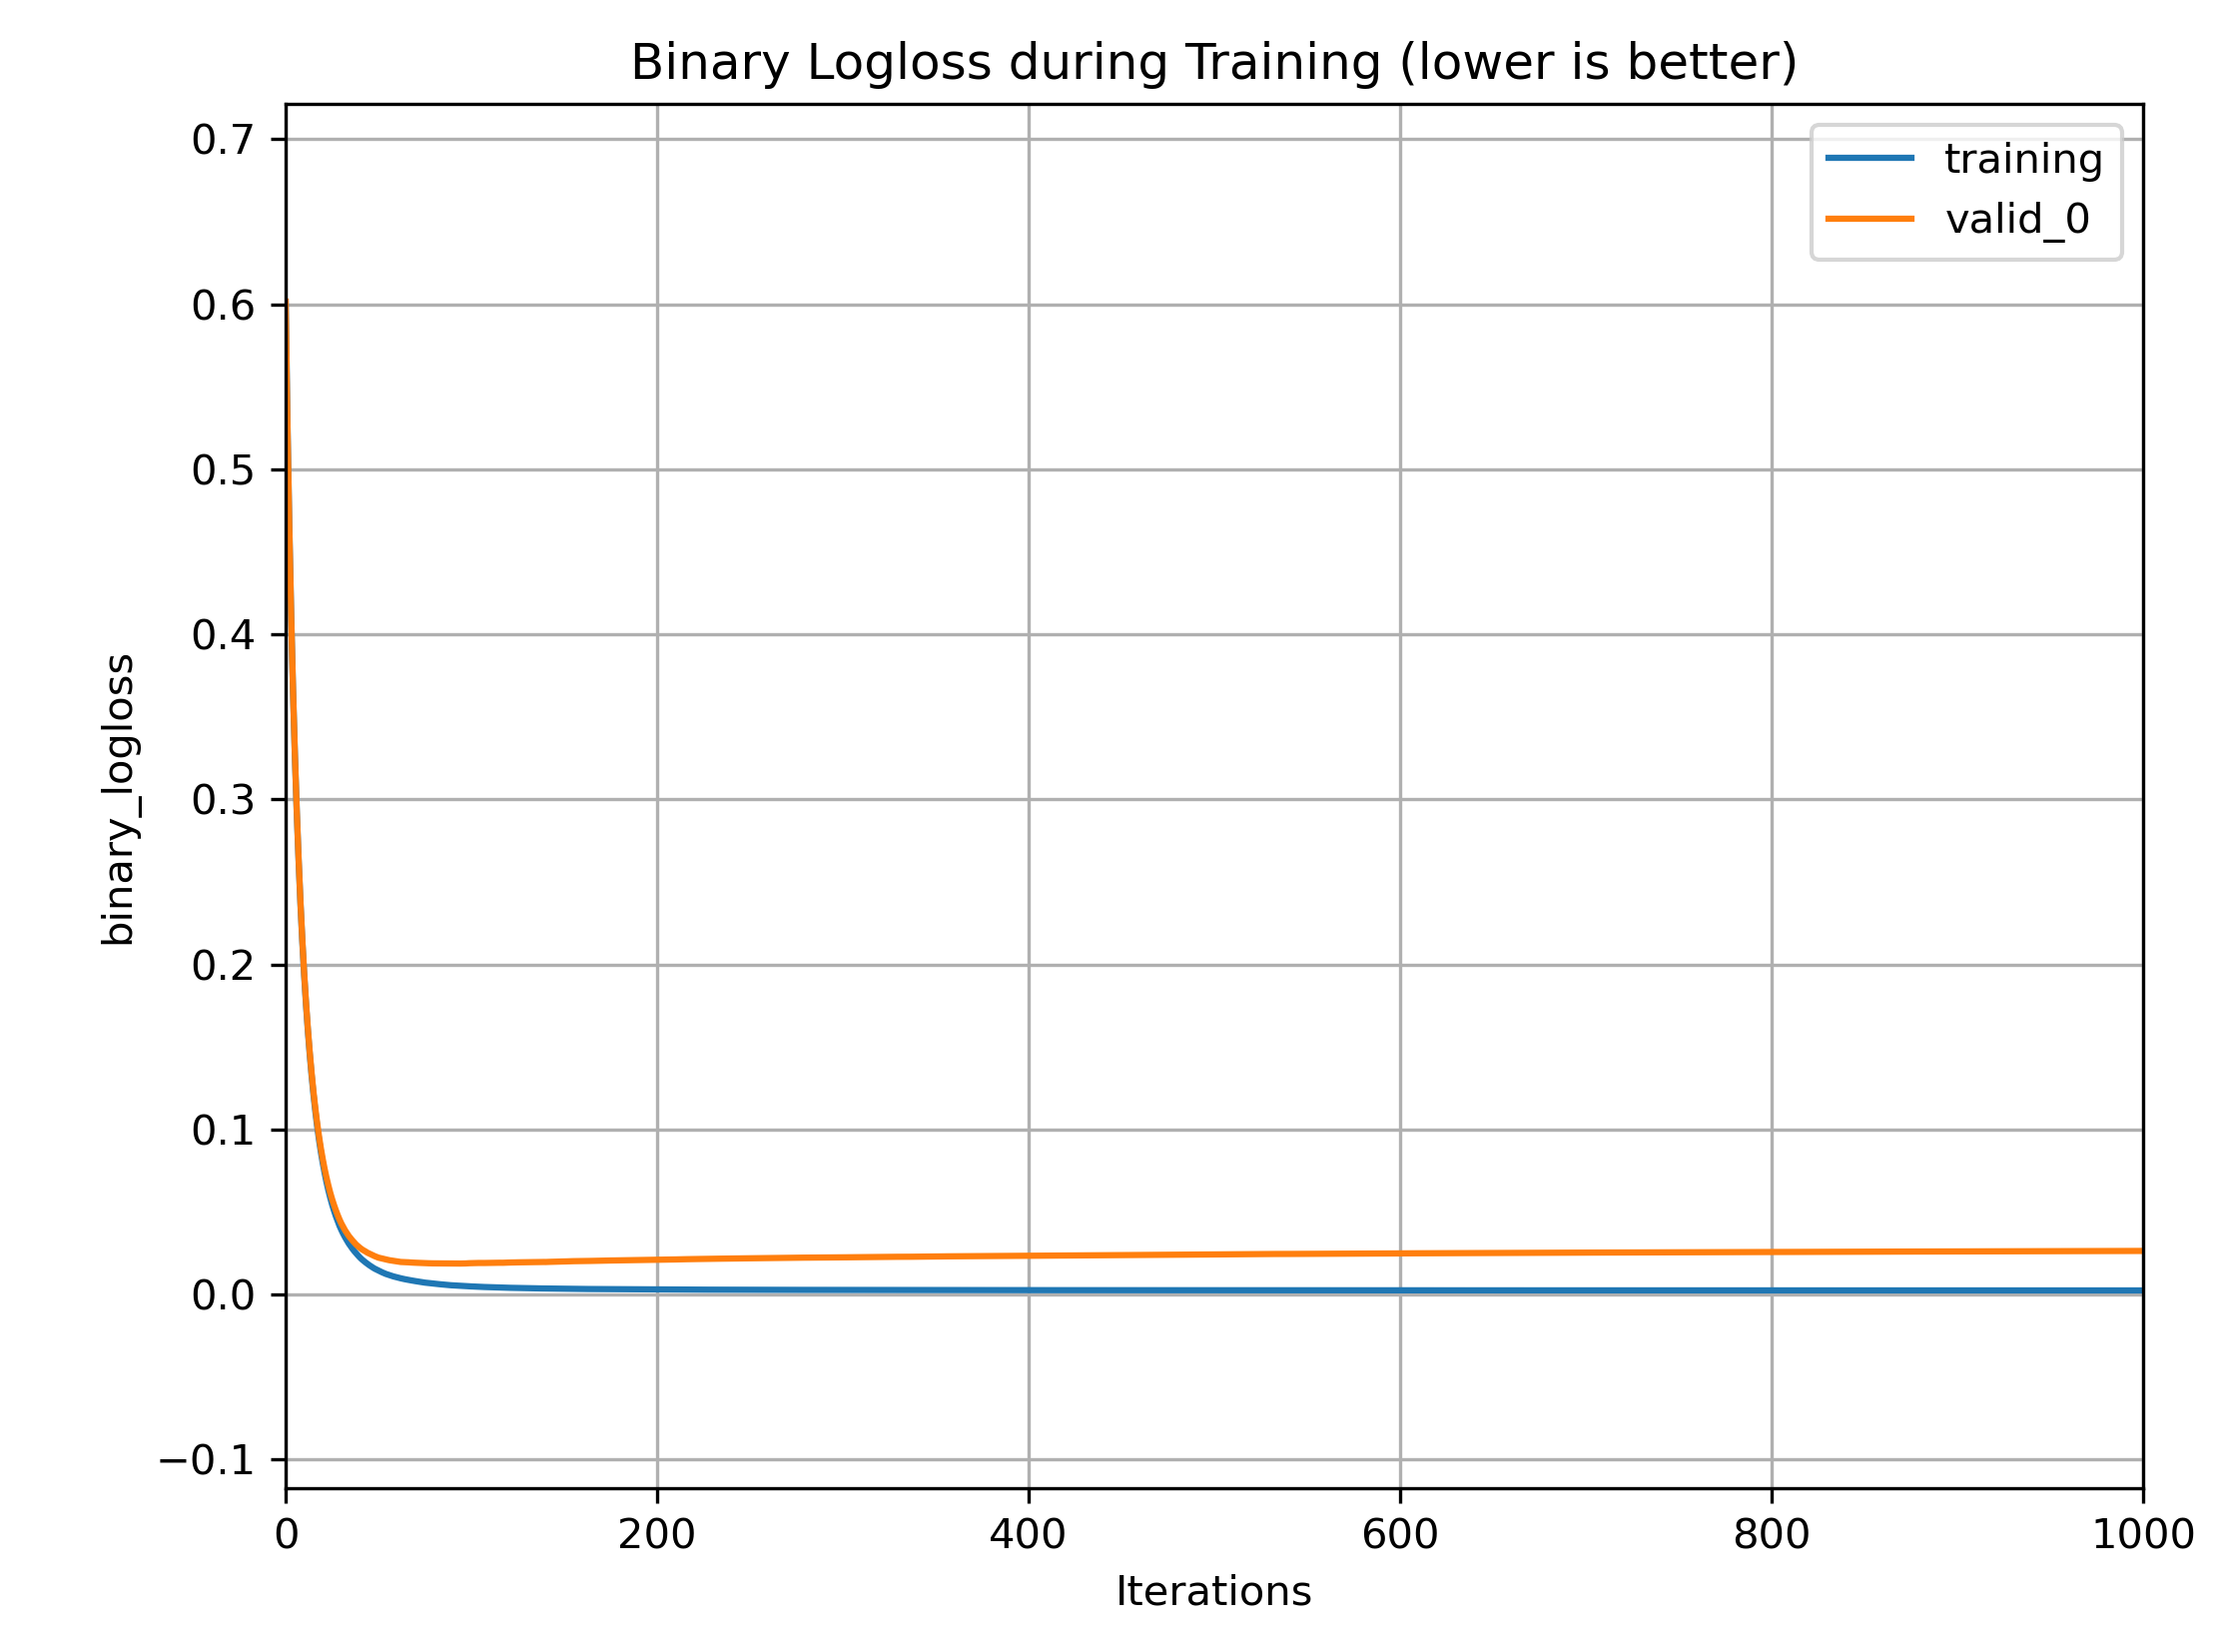 Binary Logloss during Training (lower is better)
training
valid_0
0.7
0.6
0.5
0.4
0.3
0.2
0.1
0.0
−0.1
binary_logloss
0 200 400 600 800 1000
Iterations